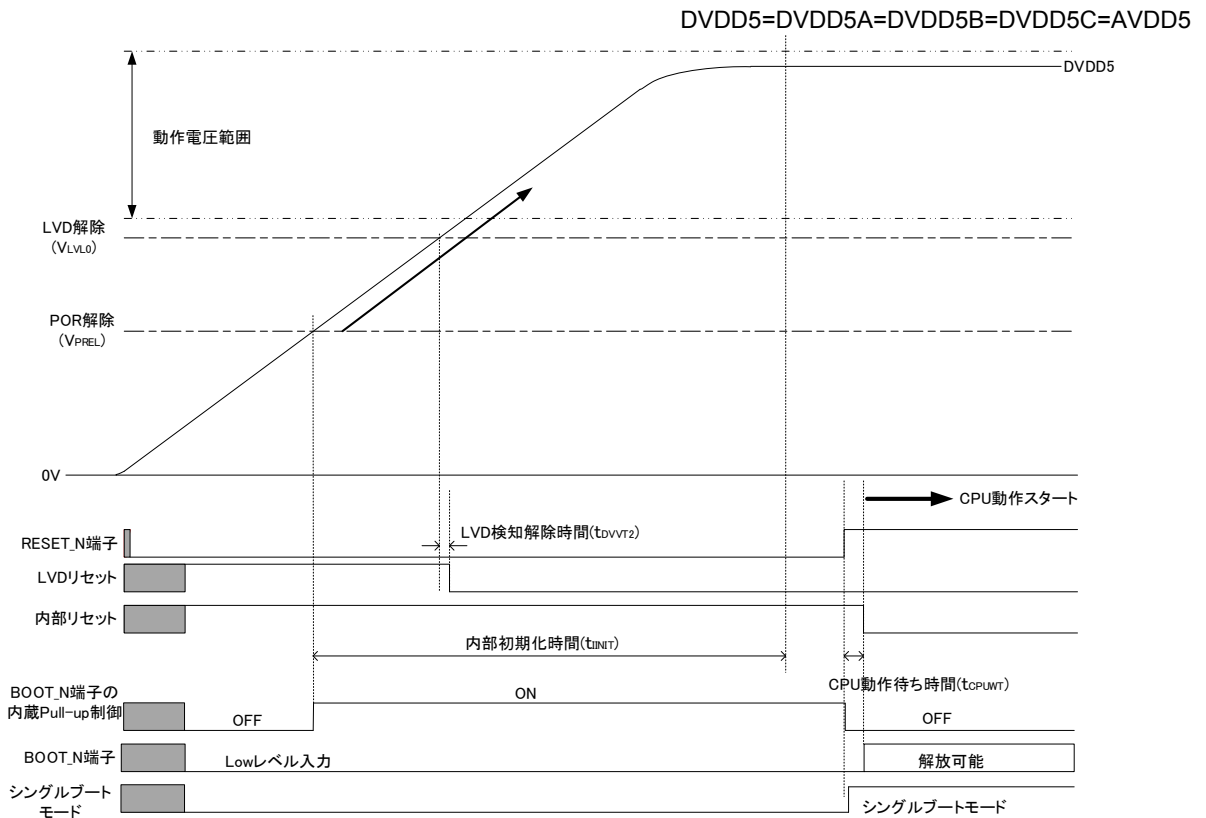 DVDD5=DVDD5A=DVDD5B=DVDD5C=AVDD5
DVDD5
動作電圧範囲
LVD解除
(VLVL0)
POR解除
(VPREL)
0V
CPU動作スタート
RESET_N端子
LVD検知解除時間(tDVVT2)
LVDリセット
内部リセット
内部初期化時間(tIINIT)
CPU動作待ち時間(tCPUWT)
BOOT_N端子の
内蔵Pull-up制御
OFF
ON
OFF
BOOT_N端子
Lowレベル入力
解放可能
シングルブート
モード
シングルブートモード